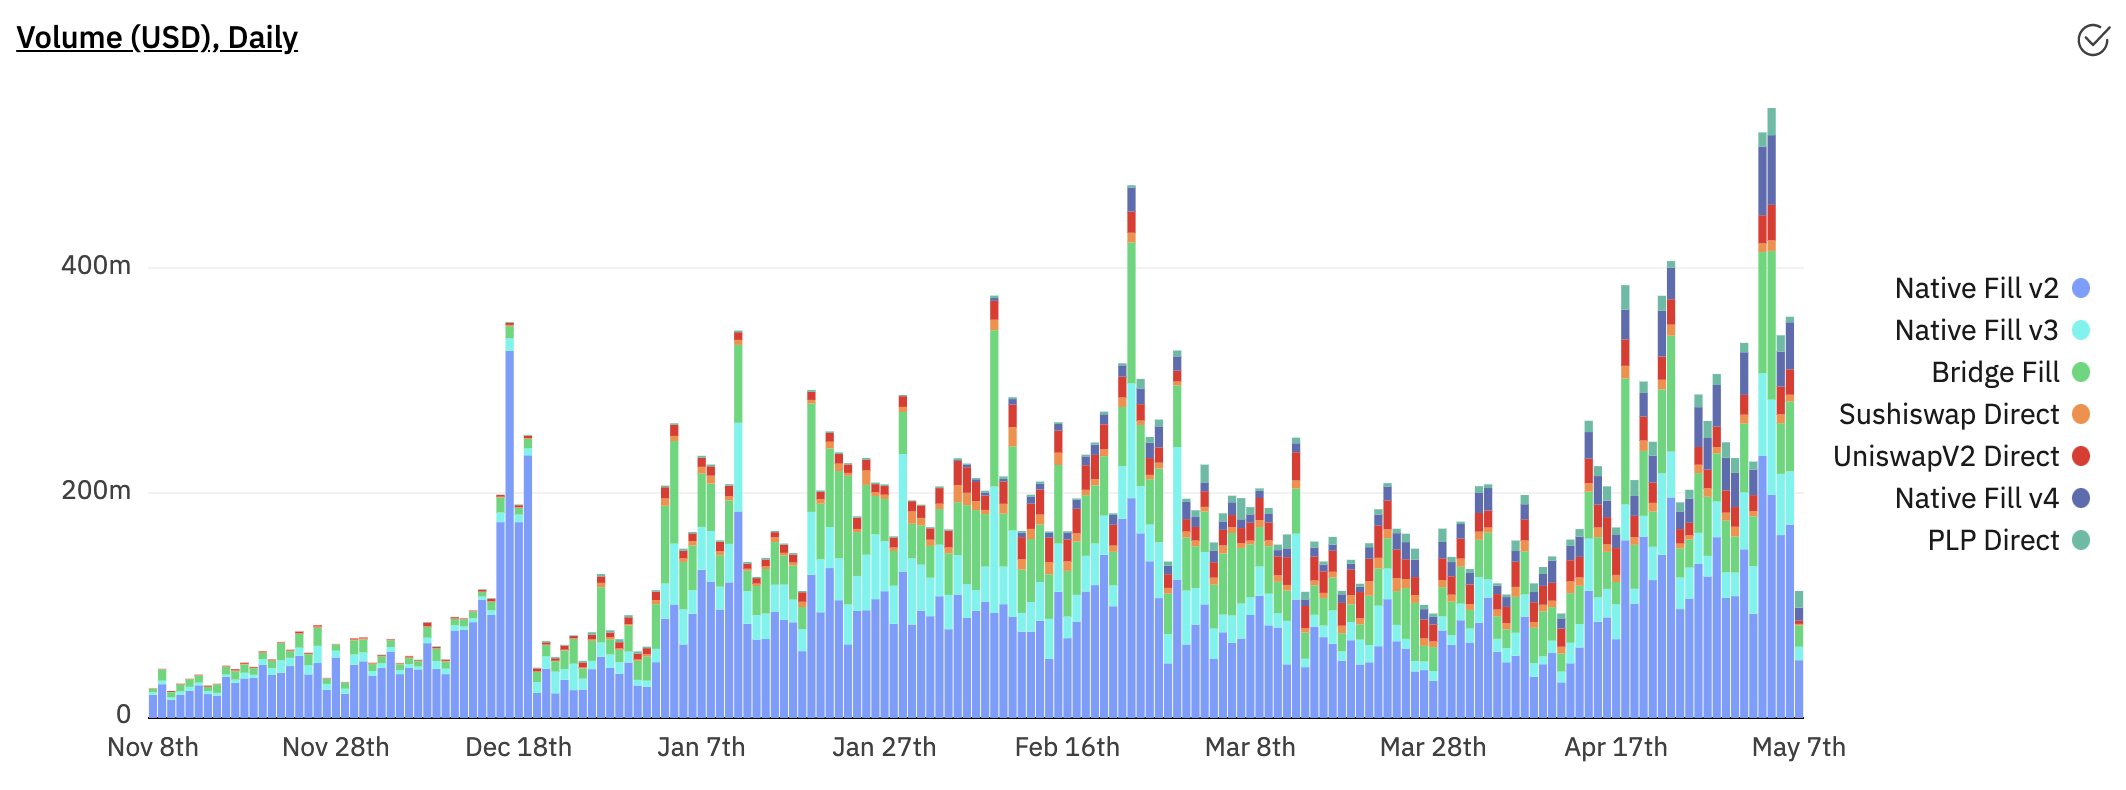 Volume (USD), Daily
400m
200m
0
Nov 8th
Nov 28th
Dec 18th
Jan 7th
Jan 27th
Feb 16th
Mar 8th
Mar 28th
Apr 17th
May 7th
Native Fill v2
Native Fill v3
Bridge Fill
Sushiswap Direct
UniswapV2 Direct
Native Fill v4
PLP Direct